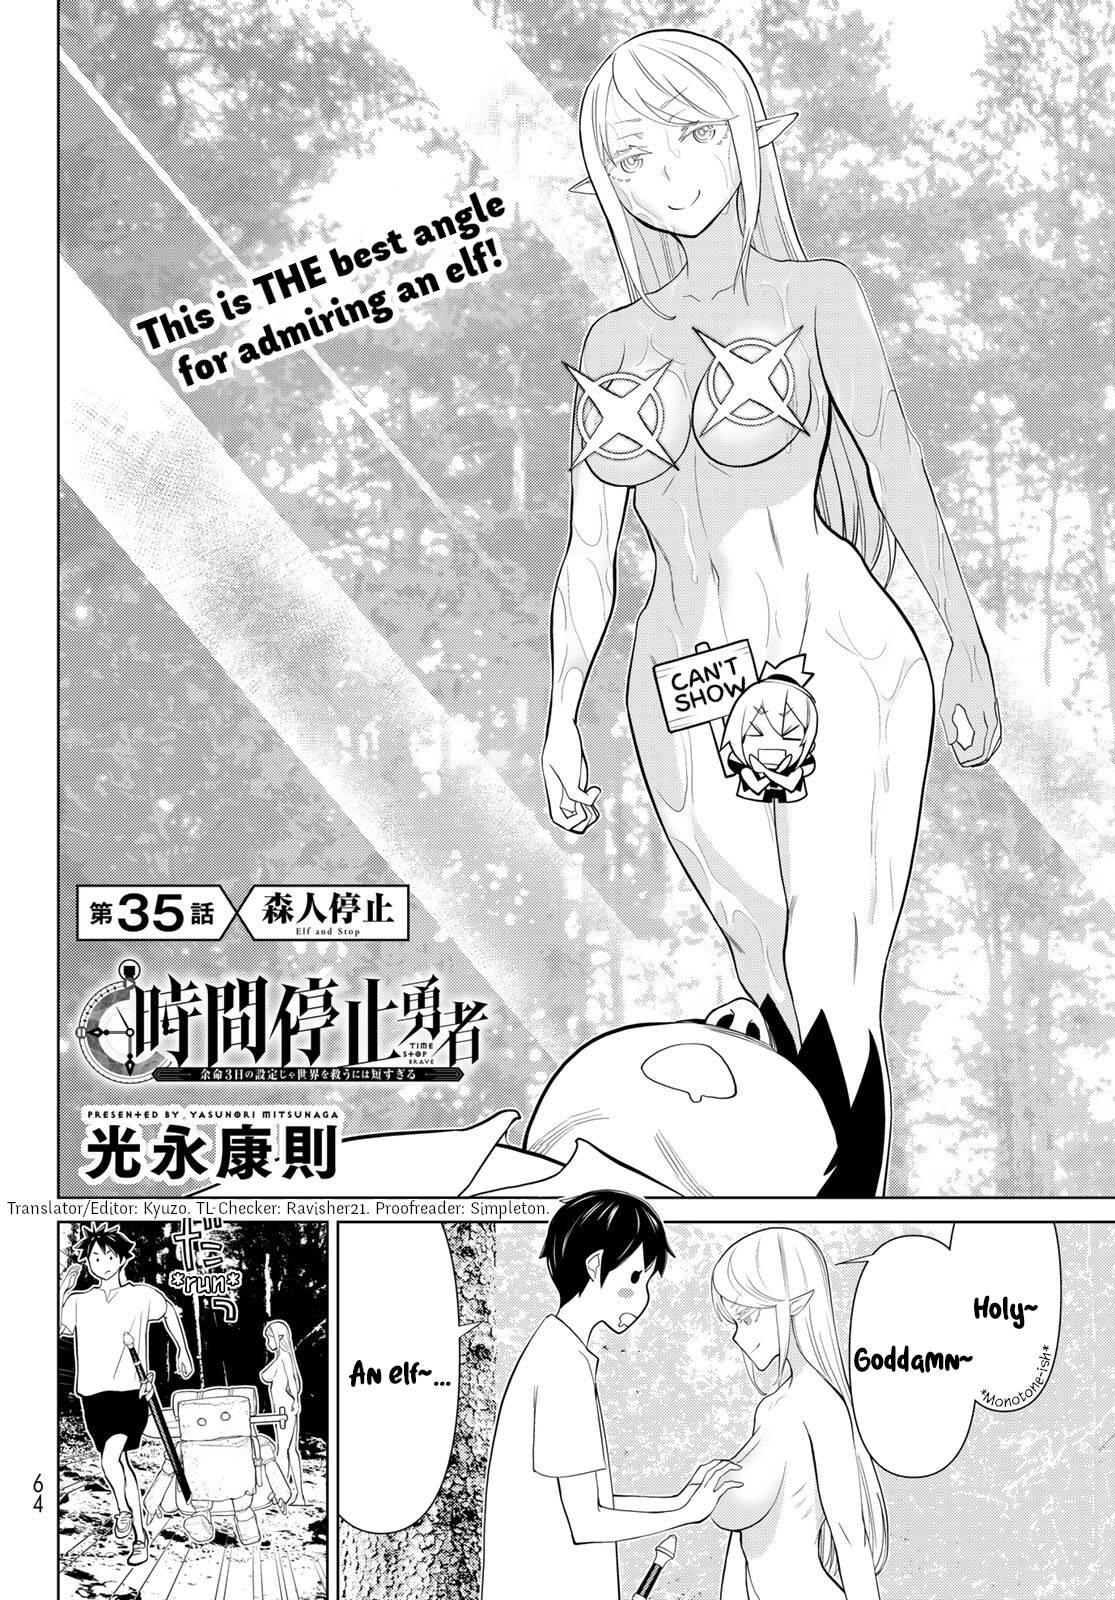 This is THE best angle
for admiring an elf!
CAN'T
SHOW
第35話
森人停止
Elf and Stop
時間停止勇者
TIME
STOP
BRAVE
余命3日の設定じゃ世界を救うには短すぎる
PRESENTED BY YASUNORI MITSUNAGA
光永康則
Translator/Editor: Kyuzo. TL Checker: Ravisher21. Proofreader: Simpleton.
Holy~
Goddamn~
*Monotone-ish*
An elf~...
*run*
64